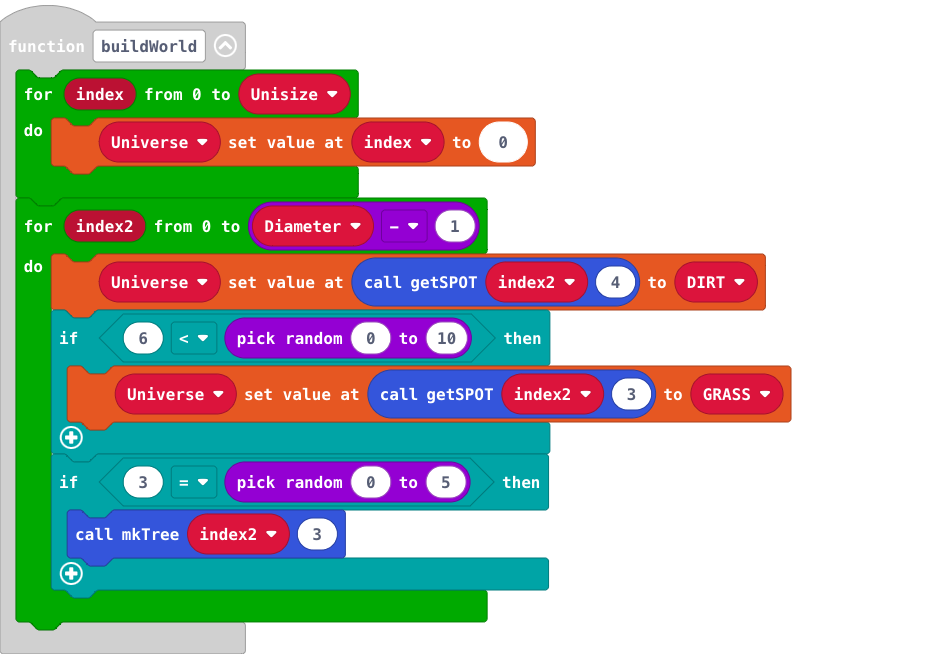 function buildWorld
for index from 0 to Unisize
do
Universe set value at index to 0
for index2 from 0 to Diameter - 1
do
Universe set value at call getSPOT index2 4 to DIRT
if 6 < pick random 0 to 10 then
Universe set value at call getSPOT index2 3 to GRASS
if 3 = pick random 0 to 5 then
call mkTree index2 3